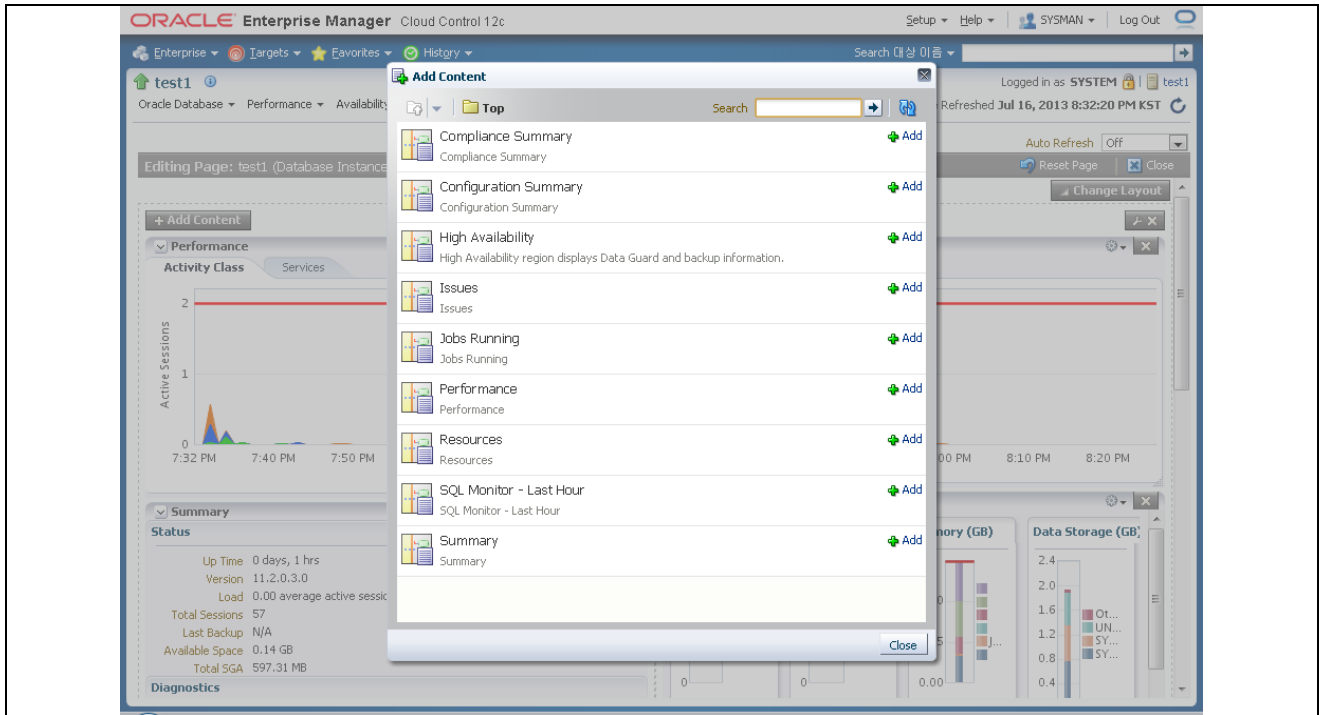 ORACLE Enterprise Manager Cloud Control 12c
Setup Help SYSMAN Log Out
Enterprise Targets Favorites History Search 대상 이름
test1
Logged in as SYSTEM test1
Oracle Database Performance Availability
Refreshed Jul 16, 2013 8:32:20 PM KST
Auto Refresh Off
Editing Page: test1 (Database Instance
Reset Page Close
Change Layout
+ Add Content
Performance
Activity Class Services
2
1
0
Active Sessions
7:32 PM 7:40 PM 7:50 PM
00 PM 8:10 PM 8:20 PM
Add Content
Top Search
Compliance Summary Add
Compliance Summary
Configuration Summary Add
Configuration Summary
High Availability Add
High Availability region displays Data Guard and backup information.
Issues Add
Issues
Jobs Running Add
Jobs Running
Performance Add
Performance
Resources Add
Resources
SQL Monitor - Last Hour Add
SQL Monitor - Last Hour
Summary Add
Summary
Close
Summary
Status
Up Time 0 days, 1 hrs
Version 11.2.0.3.0
Load 0.00 average active sessic
Total Sessions 57
Last Backup N/A
Available Space 0.14 GB
Total SGA 597.31 MB
Diagnostics
0
0
mory (GB)
J...
0.00
Data Storage (GB)
2.4
2.0
1.6
1.2
0.8
0.4
Ot...
UN...
SY...
SY...